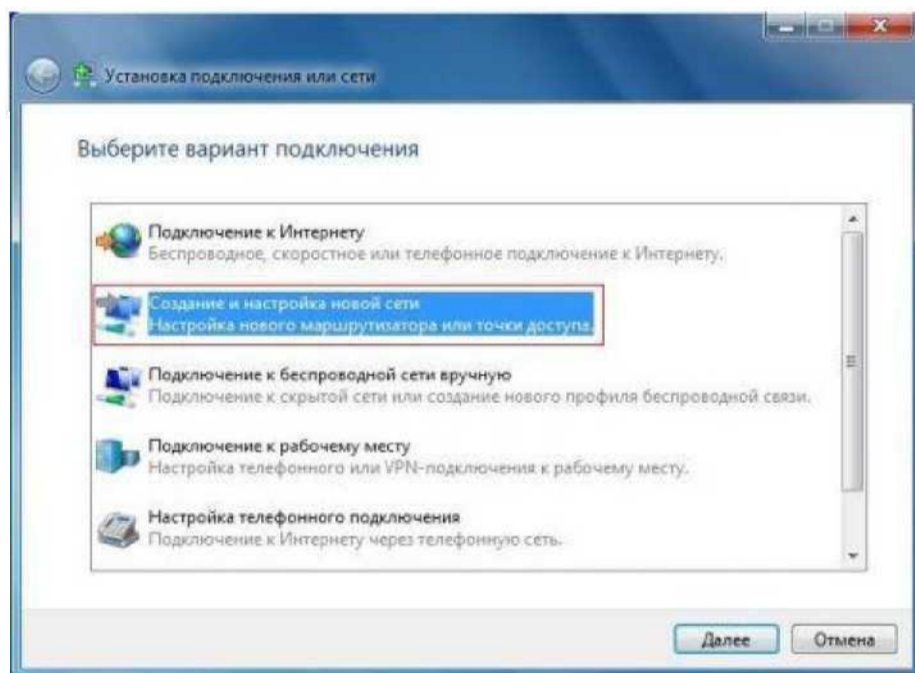 Установка подключения или сети
Выберите вариант подключения
Подключение к Интернету
Беспроводное, скоростное или телефонное подключение к Интернету.
Создание и настройка новой сети
Настройка нового маршрутизатора или точки доступа.
Подключение к беспроводной сети вручную
Подключение к скрытой сети или создание нового профиля беспроводной связи.
Подключение к рабочему месту
Настройка телефонного или VPN-подключения к рабочему месту.
Настройка телефонного подключения
Подключение к Интернету через телефонную сеть.
Далее
Отмена